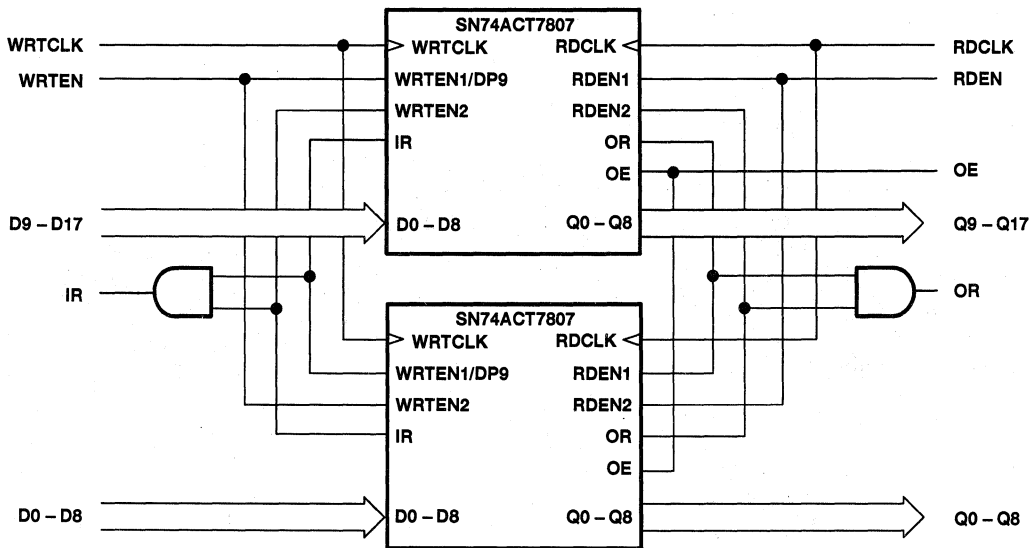 SN74ACT7807
WRTCLK
WRTCLK
RDCLK
RDCLK
WRTEN
WRTEN1/DP9
RDEN1
RDEN
WRTEN2
RDEN2
IR
OR
OE
OE
D9 – D17
D0 – D8
Q0 – Q8
Q9 – Q17
IR
OR
SN74ACT7807
WRTCLK
RDCLK
WRTEN1/DP9
RDEN1
WRTEN2
RDEN2
IR
OR
OE
D0 – D8
D0 – D8
Q0 – Q8
Q0 – Q8